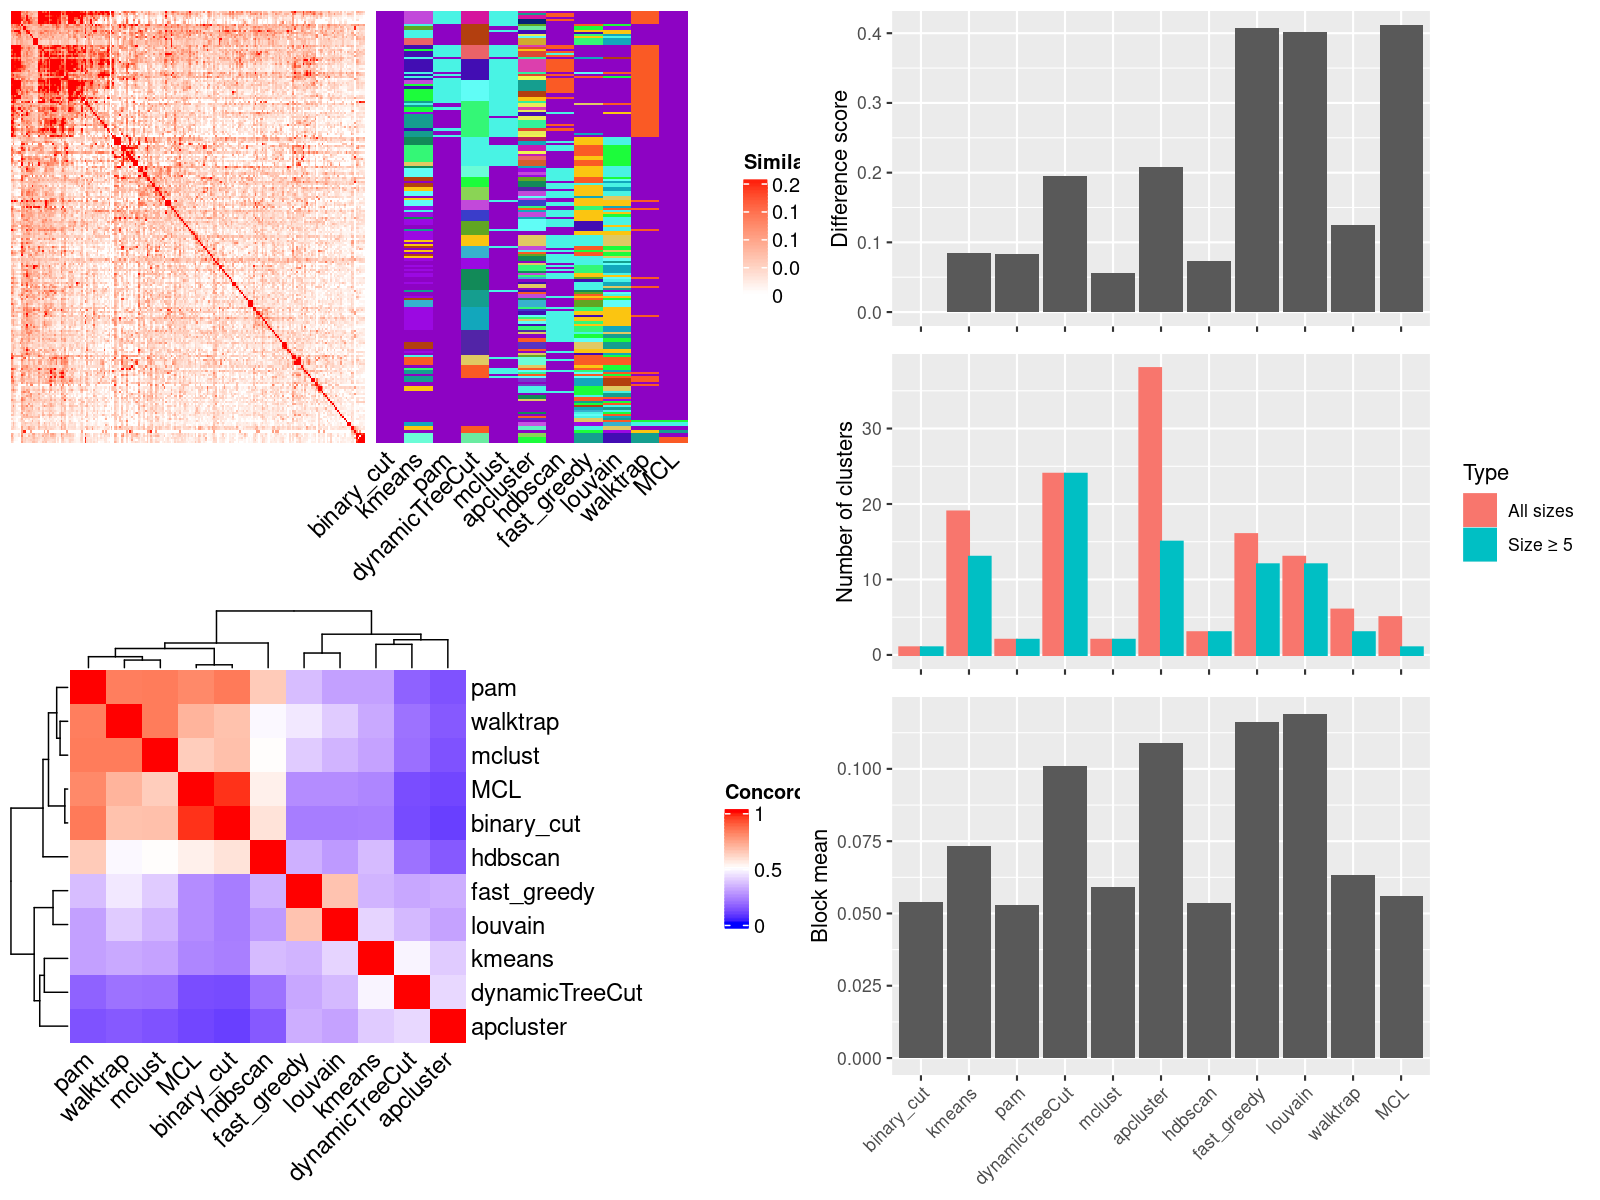 Simila
0.2
0.1
0.1
0.0
0
binary_cut
kmeans
pam
dynamicTreeCut
mclust
apcluster
hdbscan
fast_greedy
louvain
walktrap
MCL
pam
walktrap
mclust
MCL
binary_cut
hdbscan
fast_greedy
louvain
kmeans
dynamicTreeCut
apcluster
pam
walktrap
mclust
MCL
binary_cut
hdbscan
fast_greedy
louvain
kmeans
dynamicTreeCut
apcluster
Concord
1
0.5
0
Difference score
0.4
0.3
0.2
0.1
0.0
Number of clusters
30
20
10
0
Type
All sizes
Size ≥ 5
Block mean
0.100
0.075
0.050
0.025
0.000
binary_cut
kmeans
pam
dynamicTreeCut
mclust
apcluster
hdbscan
fast_greedy
louvain
walktrap
MCL